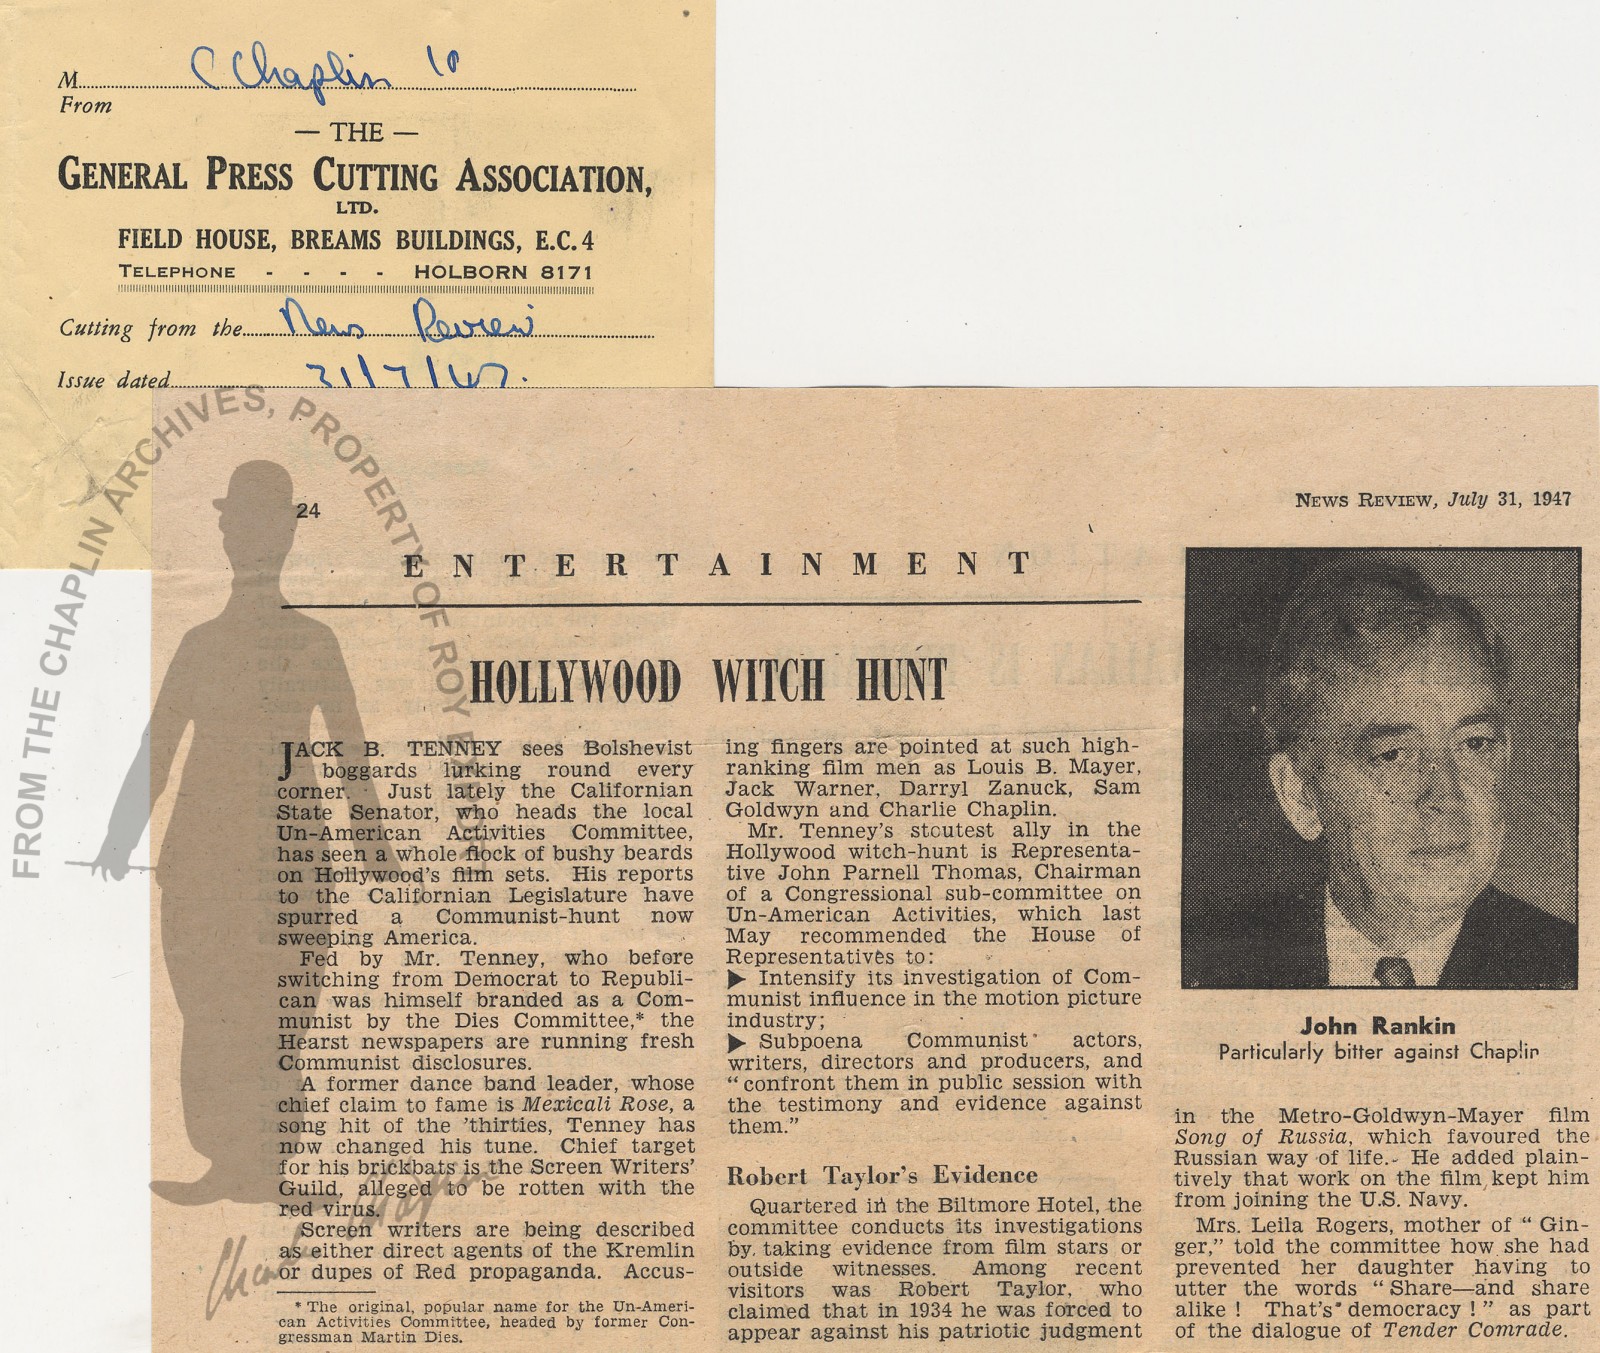 M C Chaplin 10
From
— THE —
GENERAL PRESS CUTTING ASSOCIATION,
LTD.
FIELD HOUSE, BREAMS BUILDINGS, E.C.4
TELEPHONE - - - - HOLBORN 8171
Cutting from the News Review
Issue dated 31/7/47.
FROM THE CHAPLIN ARCHIVES, PROPERTY OF ROY EXPORT
24
NEWS REVIEW, July 31, 1947
ENTERTAINMENT
HOLLYWOOD WITCH HUNT
JACK B. TENNEY sees Bolshevist
boggards lurking round every
corner. Just lately the Californian
State Senator, who heads the local
Un-American Activities Committee,
has seen a whole flock of bushy beards
on Hollywood's film sets. His reports
to the Californian Legislature have
spurred a Communist-hunt now
sweeping America.
Fed by Mr. Tenney, who before
switching from Democrat to Republi-
can was himself branded as a Com-
munist by the Dies Committee,* the
Hearst newspapers are running fresh
Communist disclosures.
A former dance band leader, whose
chief claim to fame is Mexicali Rose, a
song hit of the 'thirties, Tenney has
now changed his tune. Chief target
for his brickbats is the Screen Writers'
Guild, alleged to be rotten with the
red virus.
Screen writers are being described
as either direct agents of the Kremlin
or dupes of Red propaganda. Accus-
* The original, popular name for the Un-Ameri-
can Activities Committee, headed by former Con-
gressman Martin Dies.
Charlie Chaplin
ing fingers are pointed at such high-
ranking film men as Louis B. Mayer,
Jack Warner, Darryl Zanuck, Sam
Goldwyn and Charlie Chaplin.
Mr. Tenney's stoutest ally in the
Hollywood witch-hunt is Representa-
tive John Parnell Thomas, Chairman
of a Congressional sub-committee on
Un-American Activities, which last
May recommended the House of
Representatives to:
▶ Intensify its investigation of Com-
munist influence in the motion picture
industry;
▶ Subpoena Communist actors,
writers, directors and producers, and
"confront them in public session with
the testimony and evidence against
them."
Robert Taylor's Evidence
Quartered in the Biltmore Hotel, the
committee conducts its investigations
by taking evidence from film stars or
outside witnesses. Among recent
visitors was Robert Taylor, who
claimed that in 1934 he was forced to
appear against his patriotic judgment
John Rankin
Particularly bitter against Chaplin
in the Metro-Goldwyn-Mayer film
Song of Russia, which favoured the
Russian way of life. He added plain-
tively that work on the film kept him
from joining the U.S. Navy.
Mrs. Leila Rogers, mother of "Gin-
ger," told the committee how she had
prevented her daughter having to
utter the words "Share—and share
alike! That's democracy!" as part
of the dialogue of Tender Comrade.